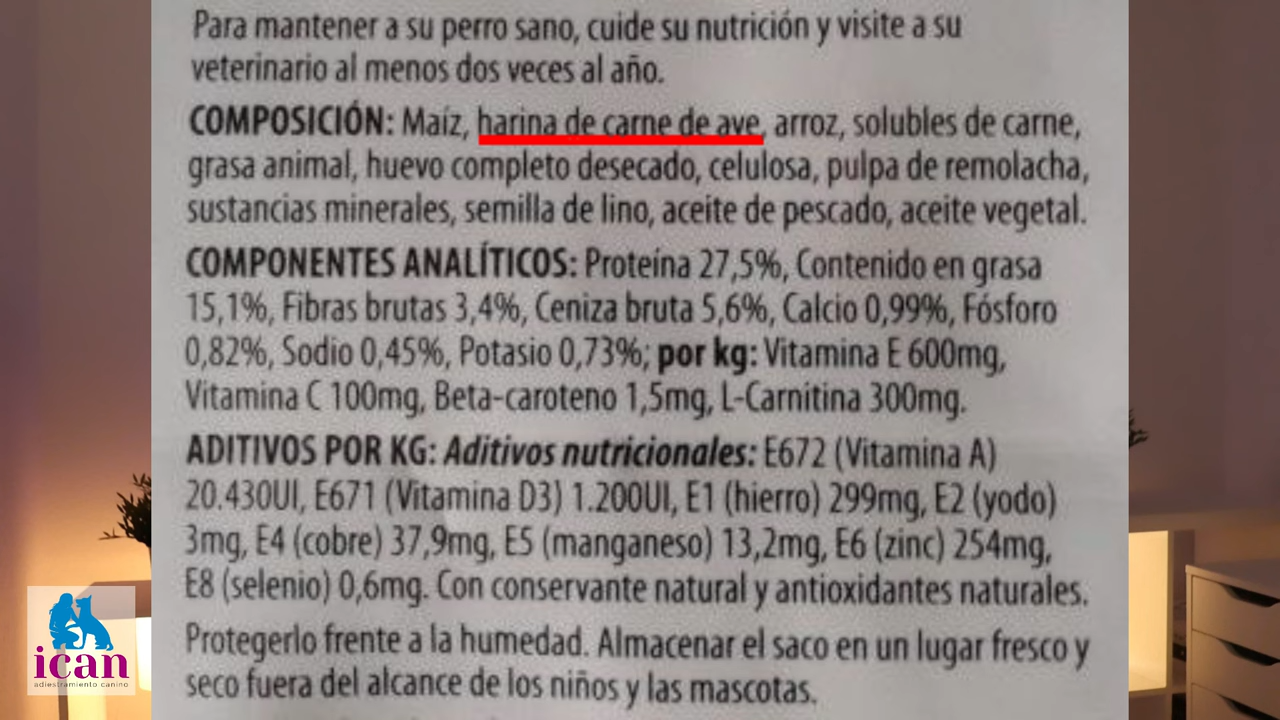 Para mantener a su perro sano, cuide su nutrición y visite a su
veterinario al menos dos veces al año.
COMPOSICIÓN: Maíz, harina de carne de ave, arroz, solubles de carne,
grasa animal, huevo completo desecado, celulosa, pulpa de remolacha,
sustancias minerales, semilla de lino, aceite de pescado, aceite vegetal.
COMPONENTES ANALÍTICOS: Proteína 27,5%, Contenido en grasa
15,1%, Fibras brutas 3,4%, Ceniza bruta 5,6%, Calcio 0,99%, Fósforo
0,82%, Sodio 0,45%, Potasio 0,73%; por kg: Vitamina E 600mg,
Vitamina C 100mg, Beta-caroteno 1,5mg, L-Carnitina 300mg.
ADITIVOS POR KG: Aditivos nutricionales: E672 (Vitamina A)
20.430UI, E671 (Vitamina D3) 1.200UI, E1 (hierro) 299mg, E2 (yodo)
3mg, E4 (cobre) 37,9mg, E5 (manganeso) 13,2mg, E6 (zinc) 254mg,
E8 (selenio) 0,6mg. Con conservante natural y antioxidantes naturales.
Protegerlo frente a la humedad. Almacenar el saco en un lugar fresco y
seco fuera del alcance de los niños y las mascotas.
ican
adiestramiento canino